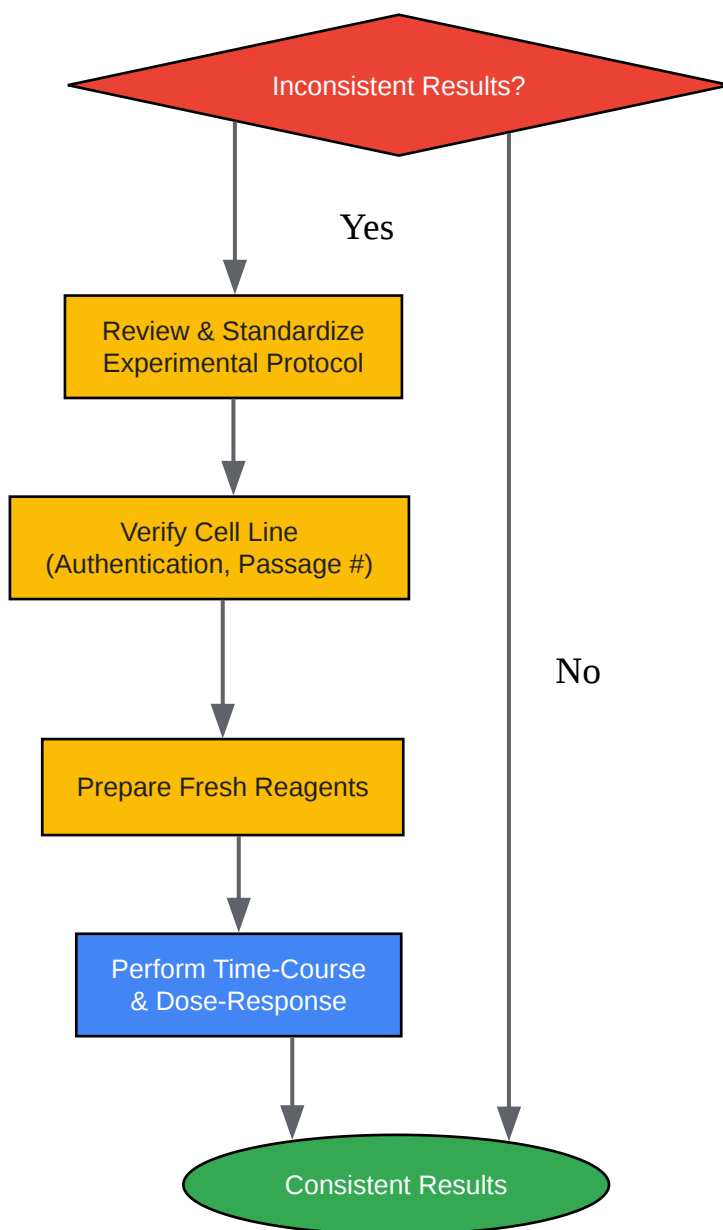 Inconsistent Results?
Yes
Review & Standardize
Experimental Protocol
Verify Cell Line
(Authentication, Passage #)
No
Prepare Fresh Reagents
Perform Time-Course
& Dose-Response
Consistent Results